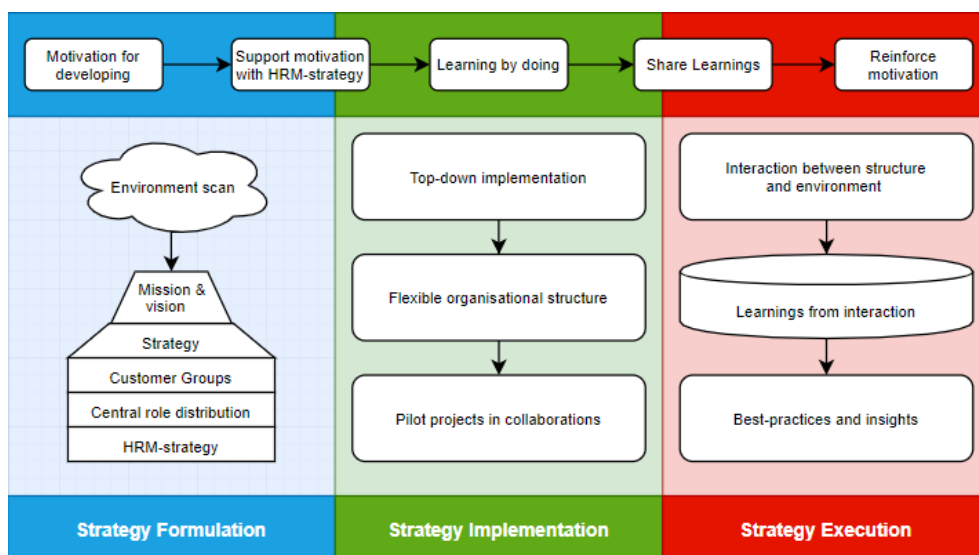 Motivation for
developing
Support motivation
with HRM-strategy
Learning by doing
Share Learnings
Reinforce
motivation
Environment scan
Mission &
vision
Strategy
Customer Groups
Central role distribution
HRM-strategy
Top-down implementation
Flexible organisational structure
Pilot projects in collaborations
Interaction between structure
and environment
Learnings from interaction
Best-practices and insights
Strategy Formulation
Strategy Implementation
Strategy Execution